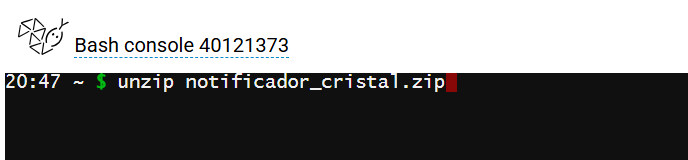 Bash console 40121373
20:47 ~ $ unzip notificador_cristal.zip